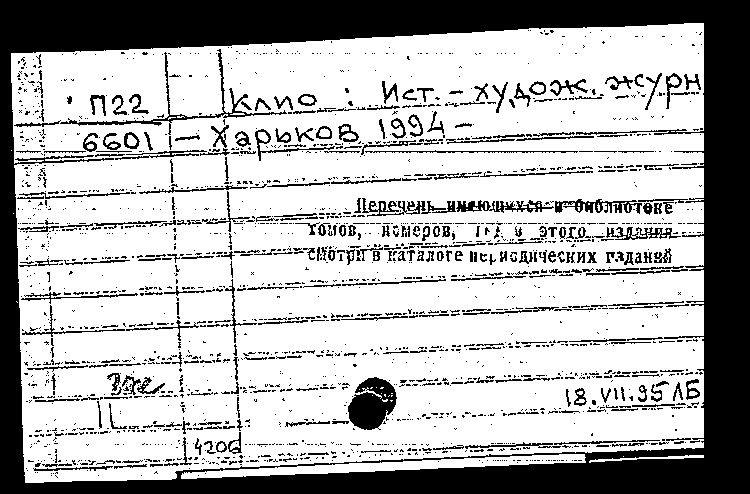 П22 Клио : Ист. - худож. журн
6601 - Харьков 1994 -
Перечень имеющихся в библиотеке
томов, номеров, этого издания
смотри в каталоге периодических изданий
18.VII.95 ЛБ
4206